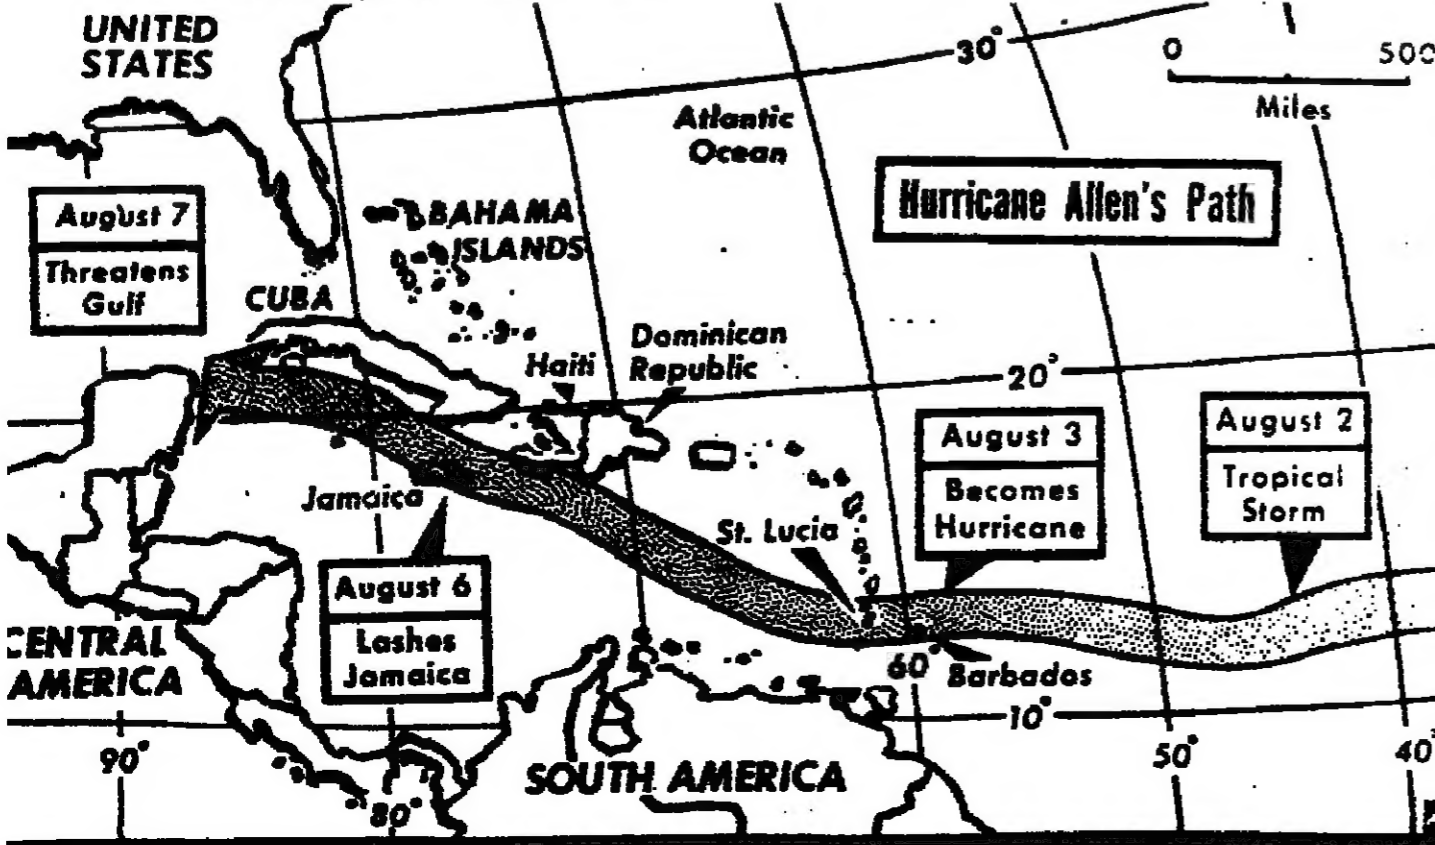 UNITED
STATES
30°
0 500
Miles
Atlantic
Ocean
Hurricane Allen's Path
August 7
Threatens
Gulf
BAHAMA
ISLANDS
CUBA
Haiti
Dominican
Republic
20°
August 3
Becomes
Hurricane
August 2
Tropical
Storm
Jamaica
St. Lucia
August 6
Lashes
Jamaica
CENTRAL
AMERICA
60°
Barbados
10°
90°
80°
SOUTH AMERICA
50°
40°